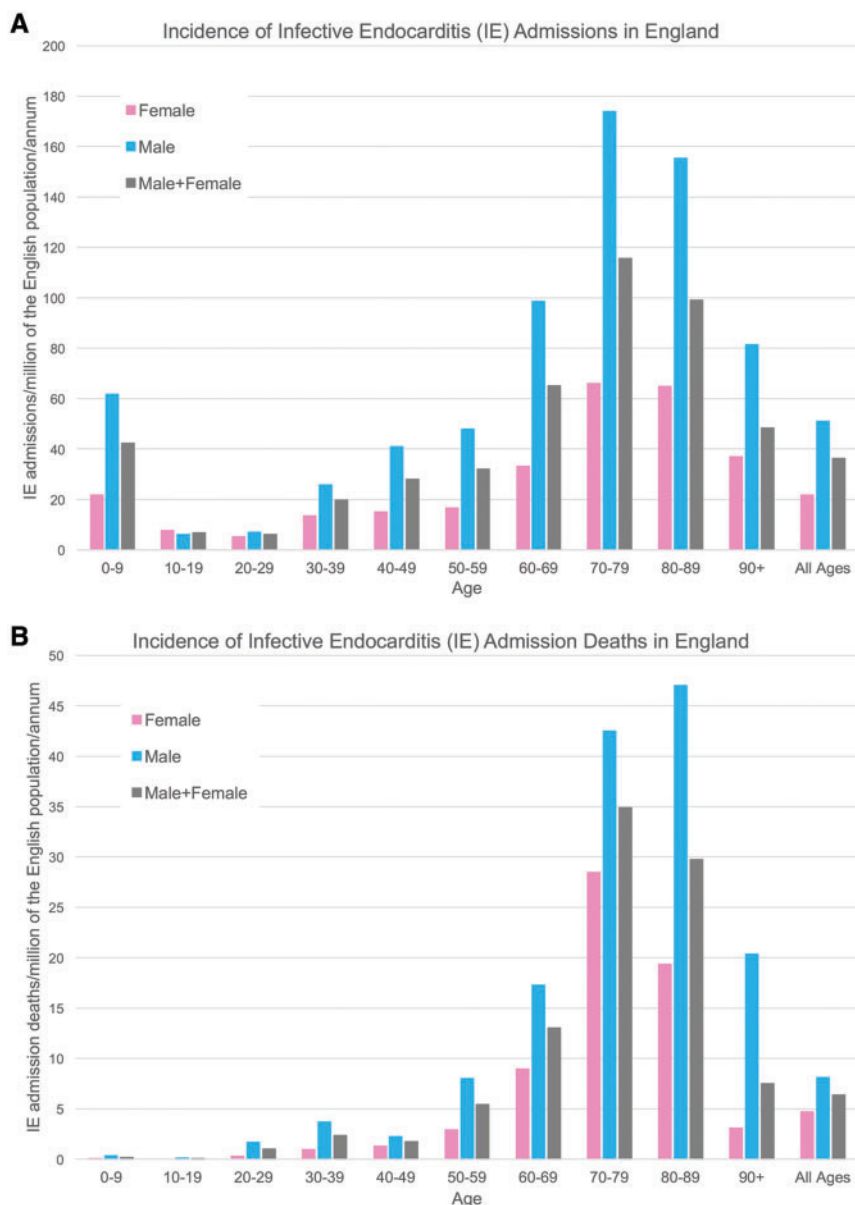 A
Incidence of Infective Endocarditis (IE) Admissions in England
IE admissions/million of the English population/annum
200
180
160
140
120
100
80
60
40
20
0
Female
Male
Male+Female
0-9 10-19 20-29 30-39 40-49 50-59 60-69 70-79 80-89 90+ All Ages
Age
B
Incidence of Infective Endocarditis (IE) Admission Deaths in England
IE admission deaths/million of the English population/annum
50
45
40
35
30
25
20
15
10
5
0
Female
Male
Male+Female
0-9 10-19 20-29 30-39 40-49 50-59 60-69 70-79 80-89 90+ All Ages
Age